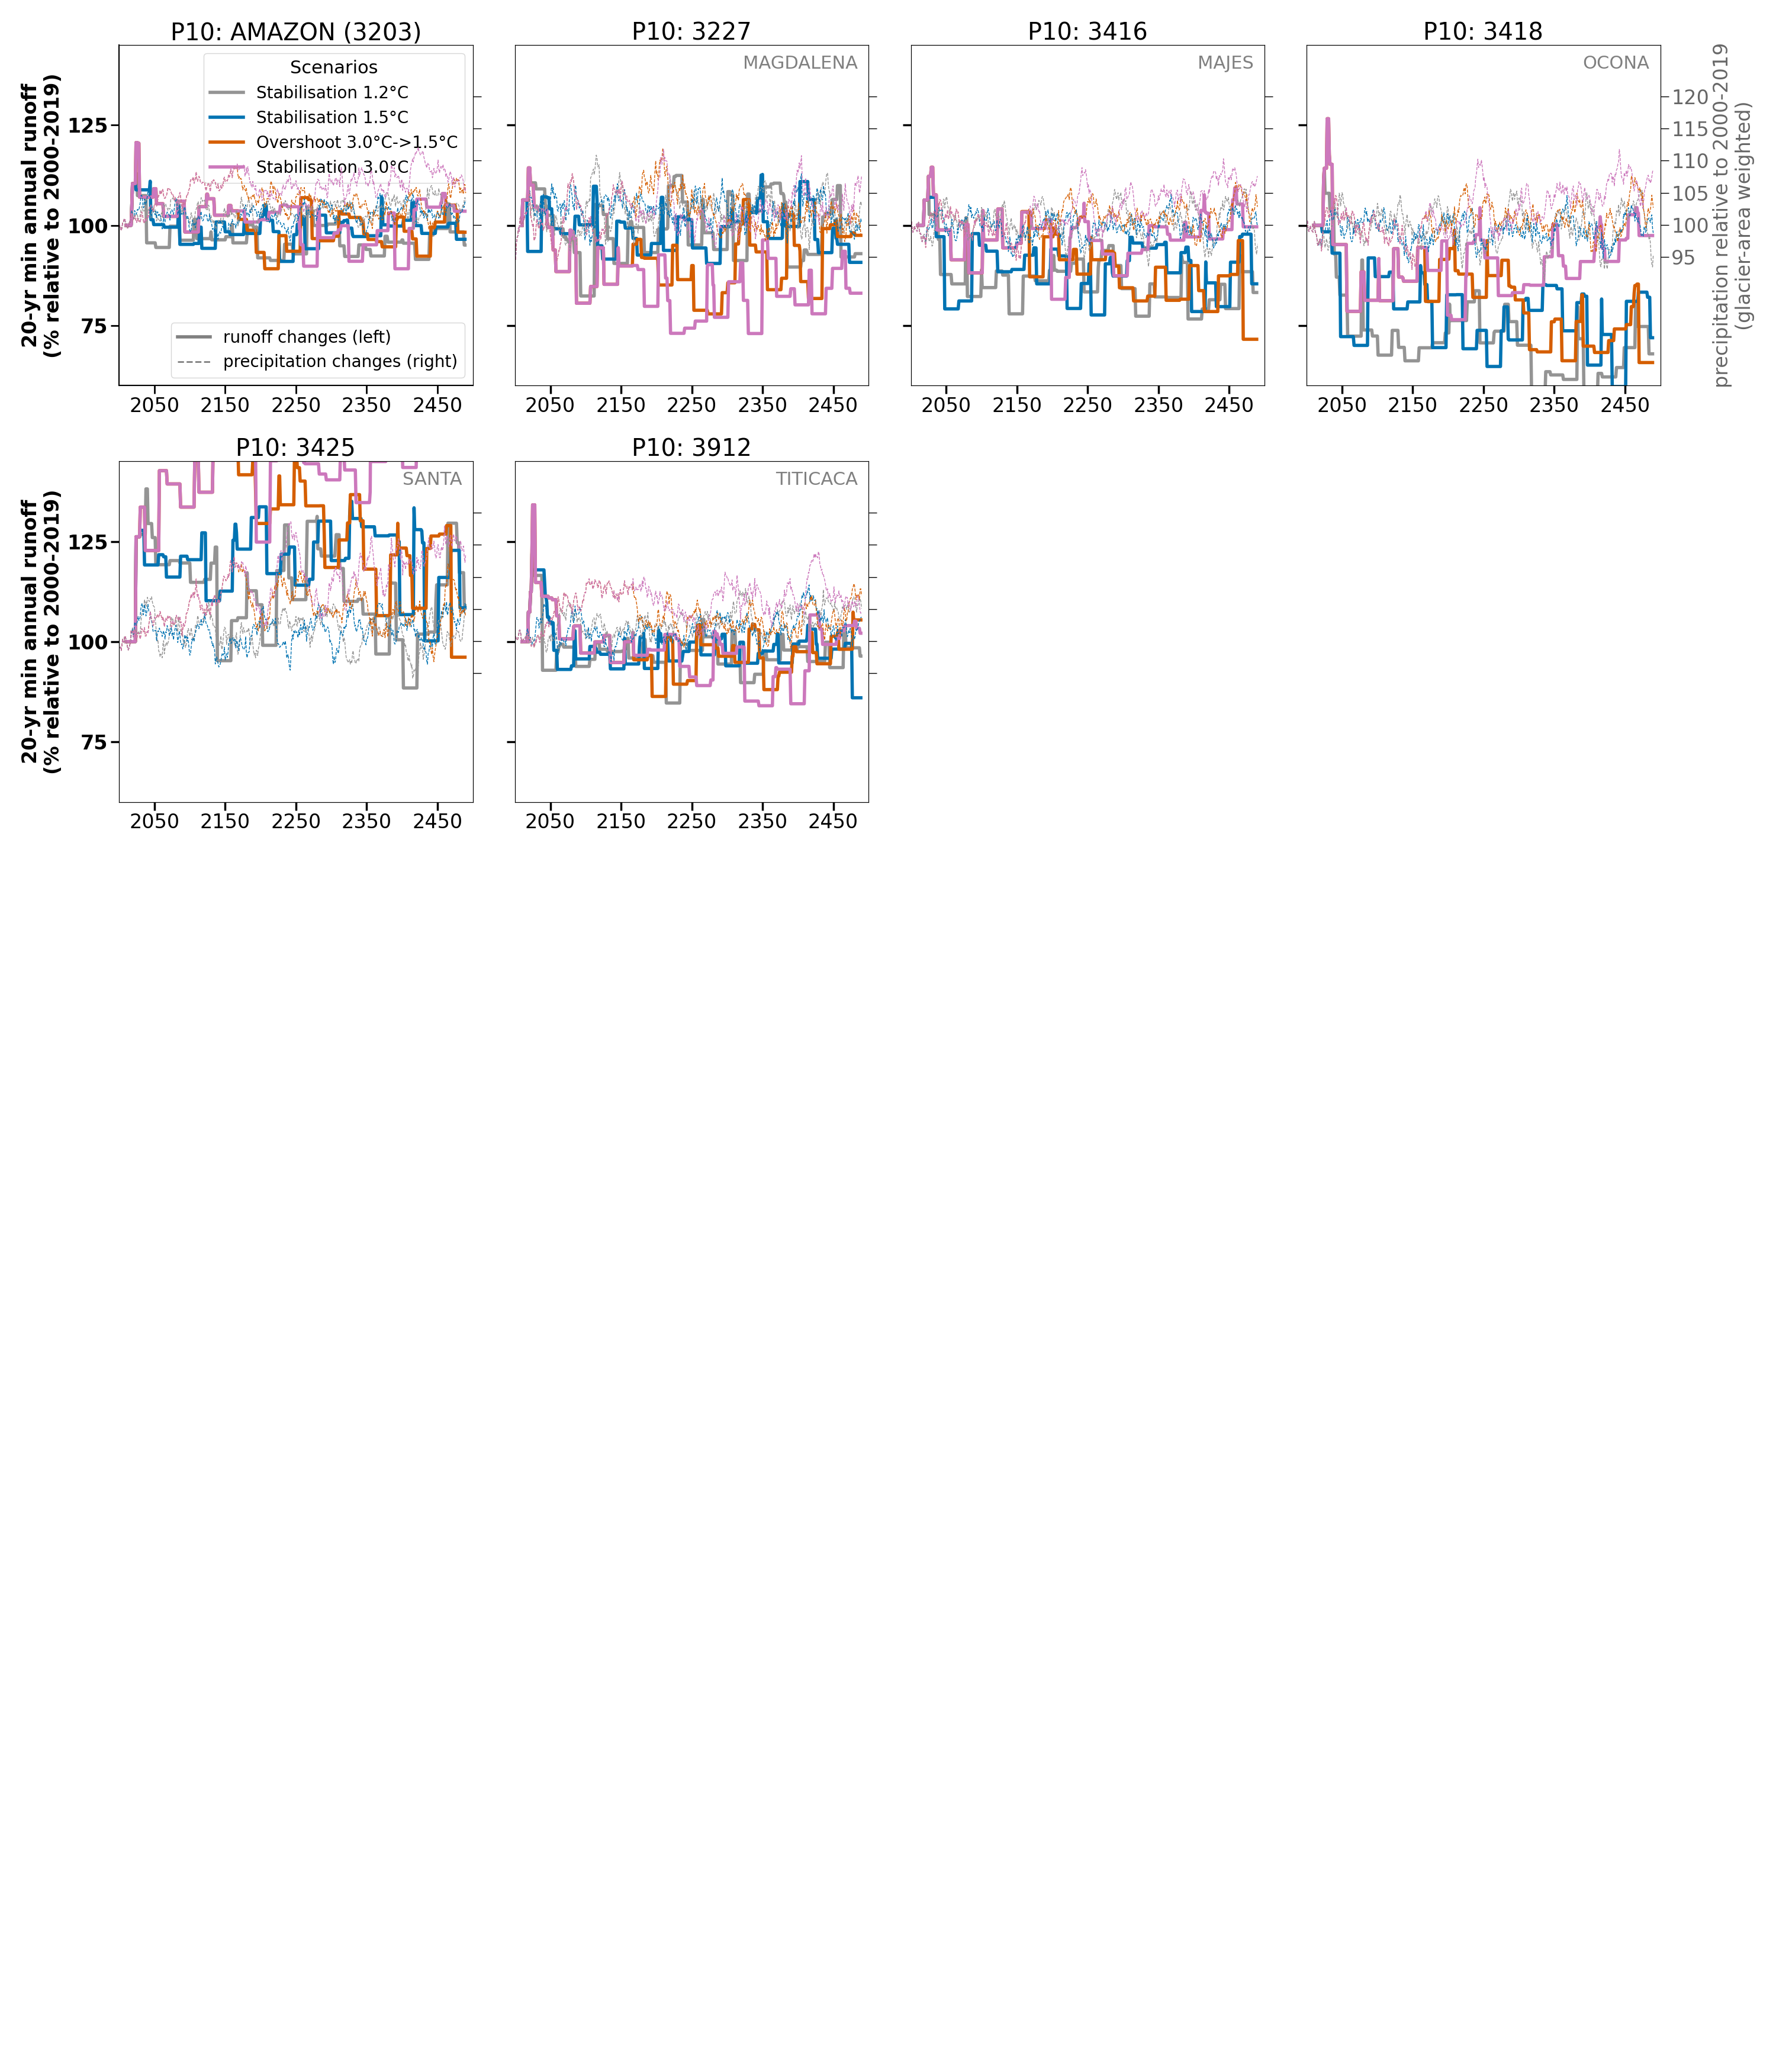 P10: AMAZON (3203)
P10: 3227
P10: 3416
P10: 3418
20-yr min annual runoff
(% relative to 2000-2019)
125
100
75
Scenarios
Stabilisation 1.2°C
Stabilisation 1.5°C
Overshoot 3.0°C->1.5°C
Stabilisation 3.0°C
runoff changes (left)
precipitation changes (right)
MAGDALENA
MAJES
OCONA
120
115
110
105
100
95
precipitation relative to 2000-2019
(glacier-area weighted)
2050 2150 2250 2350 2450
2050 2150 2250 2350 2450
2050 2150 2250 2350 2450
2050 2150 2250 2350 2450
P10: 3425
P10: 3912
20-yr min annual runoff
(% relative to 2000-2019)
125
100
75
SANTA
TITICACA
2050 2150 2250 2350 2450
2050 2150 2250 2350 2450